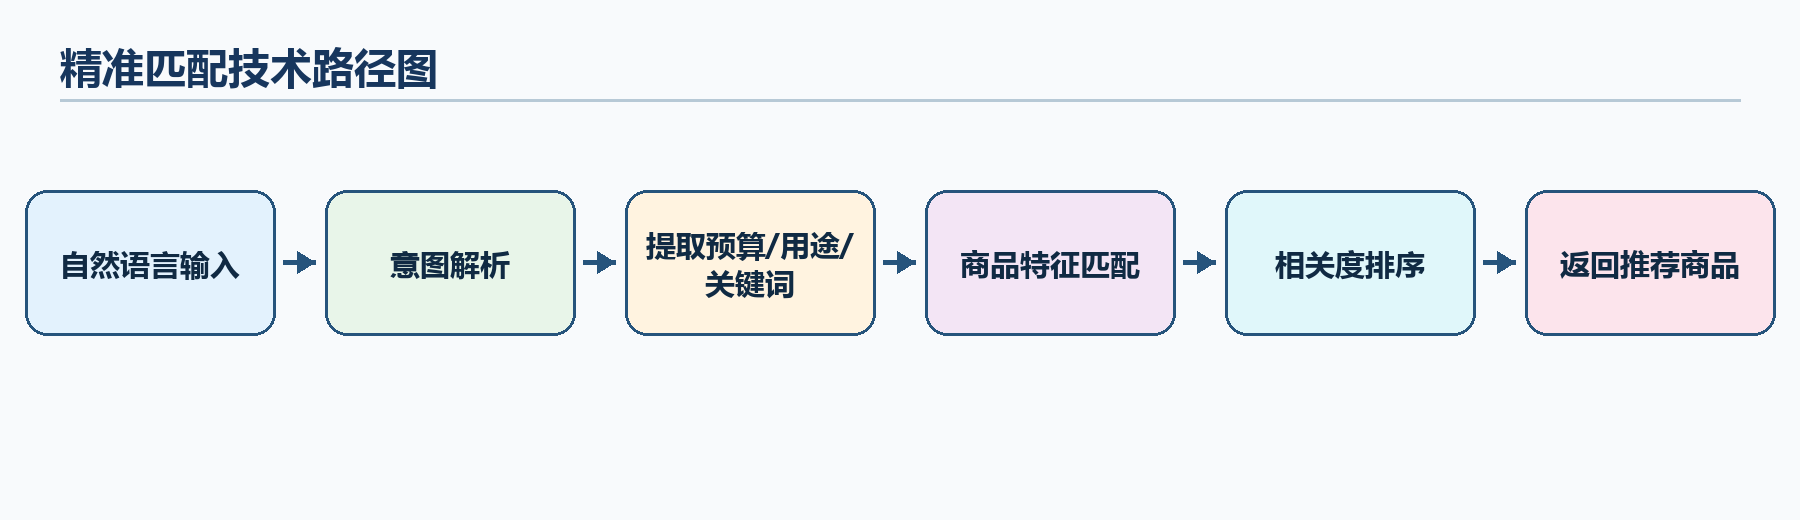 精准匹配技术路径图
自然语言输入
意图解析
提取预算/用途/
关键词
商品特征匹配
相关度排序
返回推荐商品